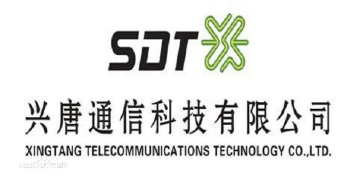 SDT
兴唐通信科技有限公司
XINGTANG TELECOMMUNICATIONS TECHNOLOGY CO.,LTD.